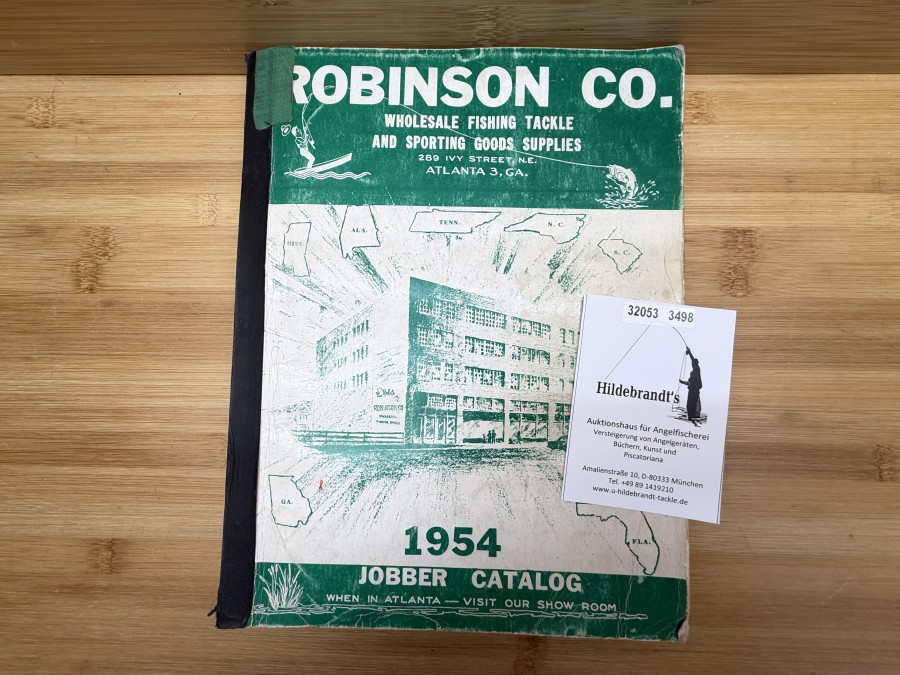 ROBINSON CO.
WHOLESALE FISHING TACKLE
AND SPORTING GOODS SUPPLIES
289 IVY STREET, N.E.
ATLANTA 3, GA.
MISS.
ALA.
TENN.
N. C.
S. C.
ROBINSON CO
GA.
FLA.
1954
JOBBER CATALOG
WHEN IN ATLANTA — VISIT OUR SHOW ROOM
32053 3498
Hildebrandt's
Auktionshaus für Angelfischerei
Versteigerung von Angelgeräten,
Büchern, Kunst und
Piscatoriana
Amalienstraße 10, D-80333 München
Tel. +49 89 1419210
www.u-hildebrandt-tackle.de